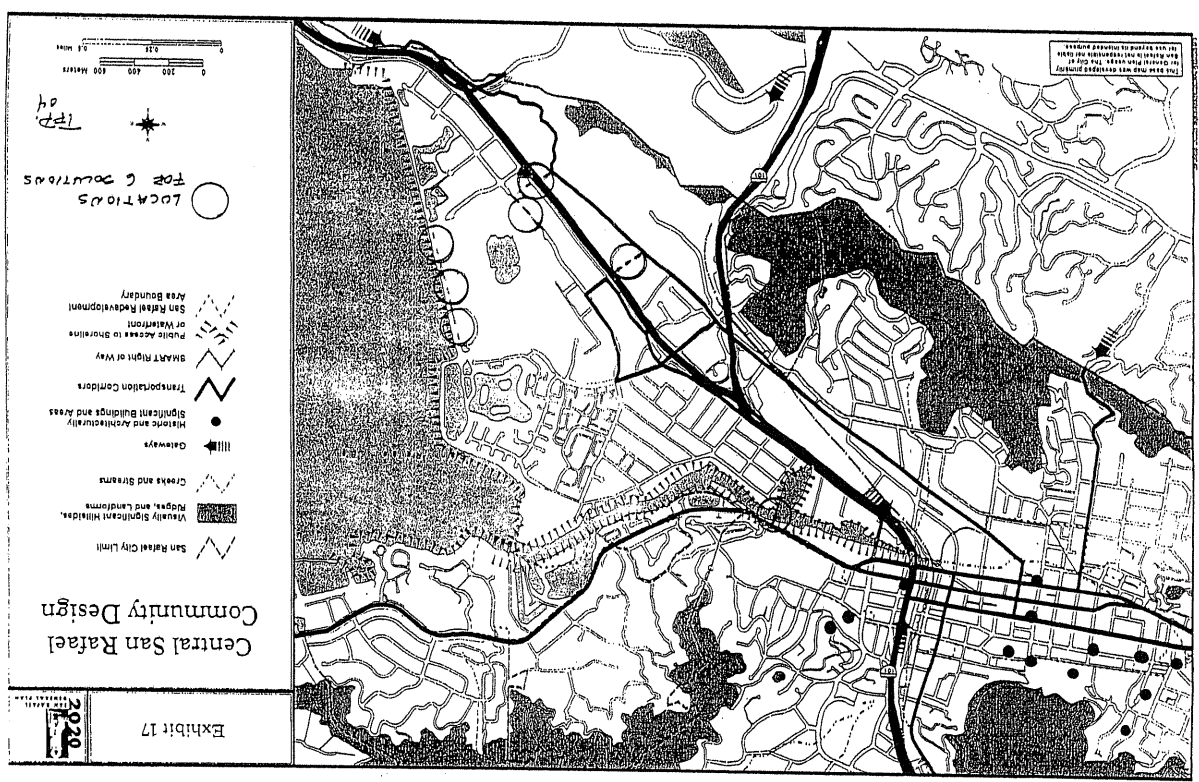 Exhibit 17
SAN RAFAEL
2020
GENERAL PLAN
Central San Rafael
Community Design
San Rafael City Limit
Visually Significant Hillsides,
Ridges, and Landforms
Creeks and Streams
Gateways
Historic and Architecturally
Significant Buildings and Areas
Transportation Corridors
SMART Right of Way
Public Access to Shoreline
or Waterfront
San Rafael Redevelopment
Area Boundary
LOCATIONS
FOR 6 SOLUTIONS
04
0 200 400 600
Meters
0 0.25 0.5 Miles
101
101
This base map was developed primarily
for General Plan usage. The City of
San Rafael is not responsible nor liable
for use beyond its intended purpose.